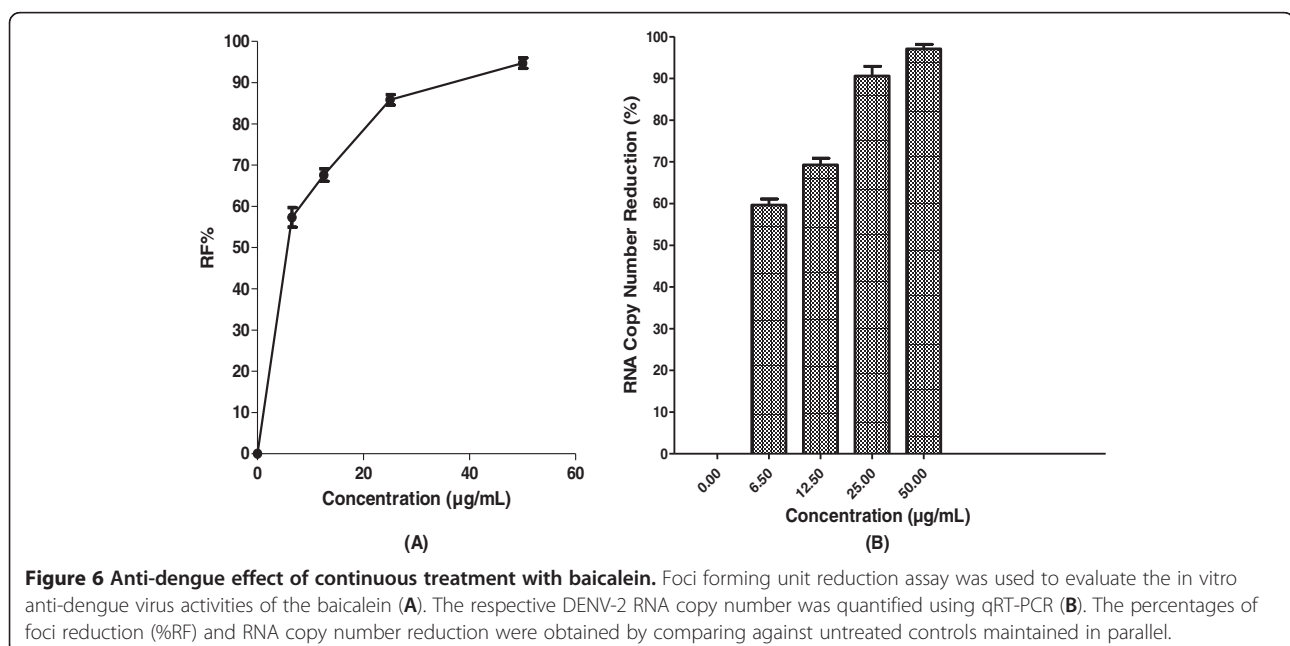 100
90
80
70
60
50
40
30
20
10
0
RF%
0 20 40 60
Concentration (µg/mL)
(A)
100
90
80
70
60
50
40
30
20
10
0
RNA Copy Number Reduction (%)
0.00 6.50 12.50 25.00 50.00
Concentration (µg/mL)
(B)
Figure 6 Anti-dengue effect of continuous treatment with baicalein. Foci forming unit reduction assay was used to evaluate the in vitro
anti-dengue virus activities of the baicalein (A). The respective DENV-2 RNA copy number was quantified using qRT-PCR (B). The percentages of
foci reduction (%RF) and RNA copy number reduction were obtained by comparing against untreated controls maintained in parallel.